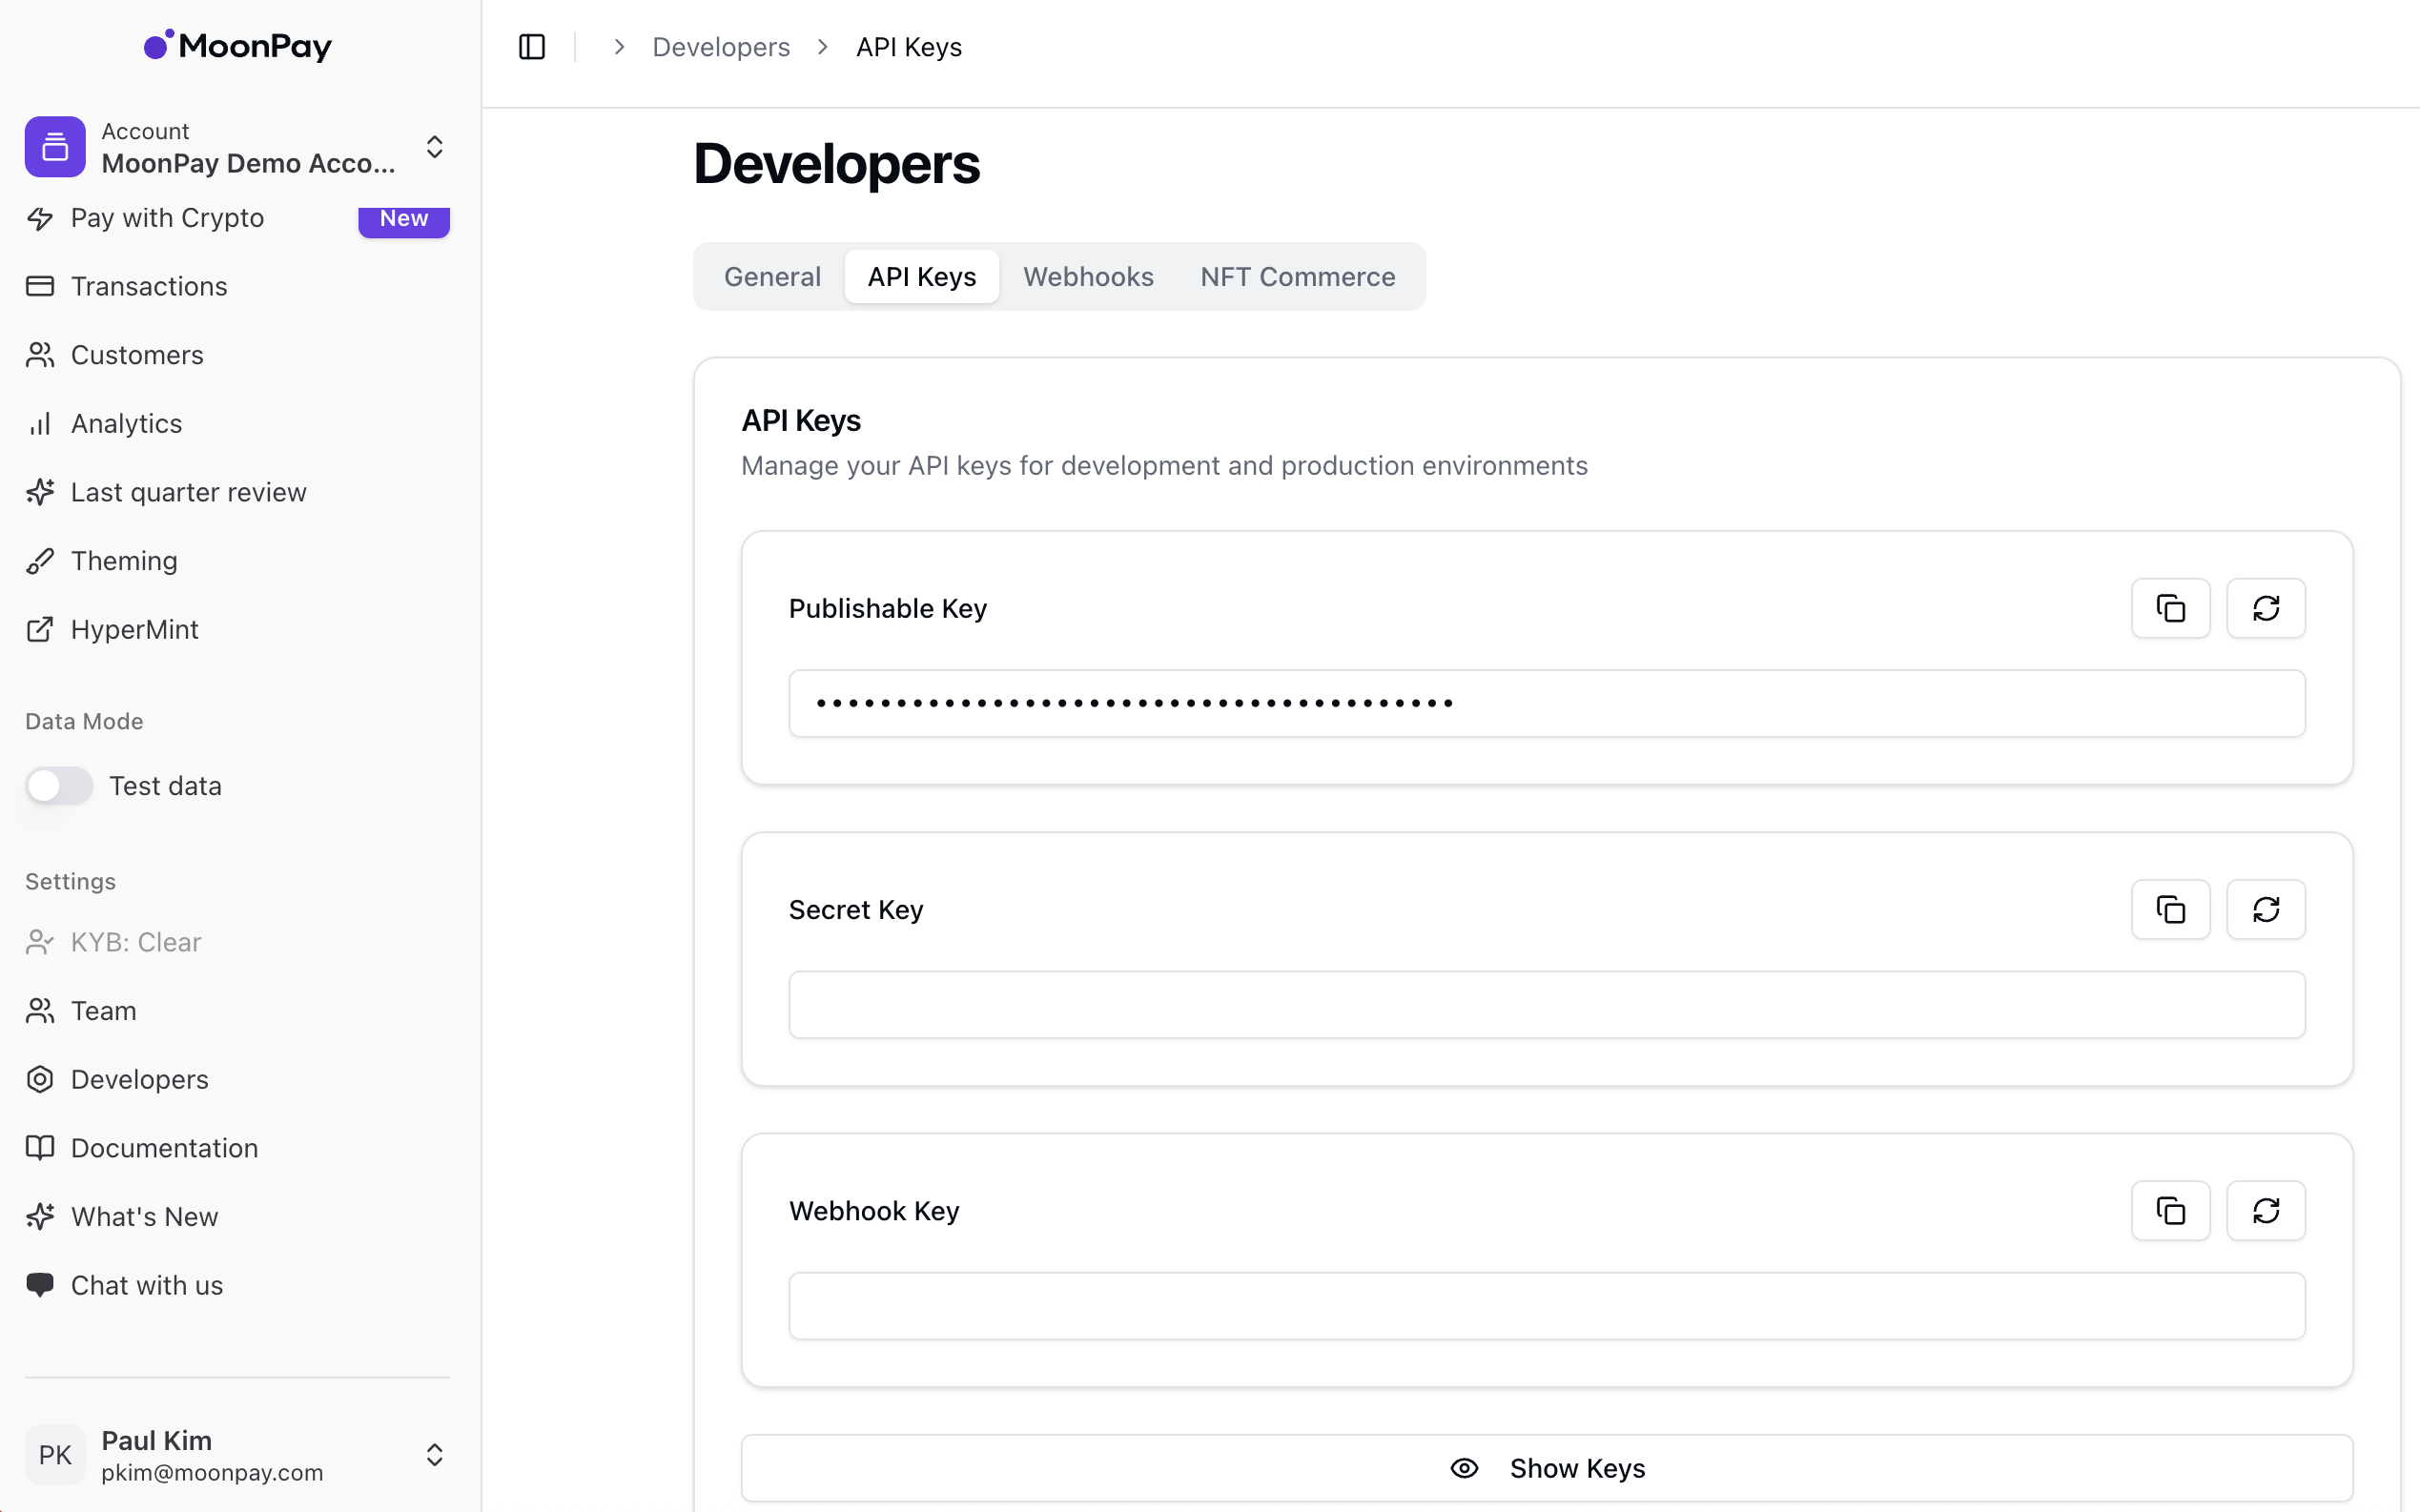 MoonPay
Account
MoonPay Demo Acco...
Pay with Crypto
New
Transactions
Customers
Analytics
Last quarter review
Theming
HyperMint
Data Mode
Test data
Settings
KYB: Clear
Team
Developers
Documentation
What's New
Chat with us
PK
Paul Kim
pkim@moonpay.com
Developers
API Keys
Developers
General
API Keys
Webhooks
NFT Commerce
API Keys
Manage your API keys for development and production environments
Publishable Key
••••••••••••••••••••••••••••••••••••••••
Secret Key
Webhook Key
Show Keys